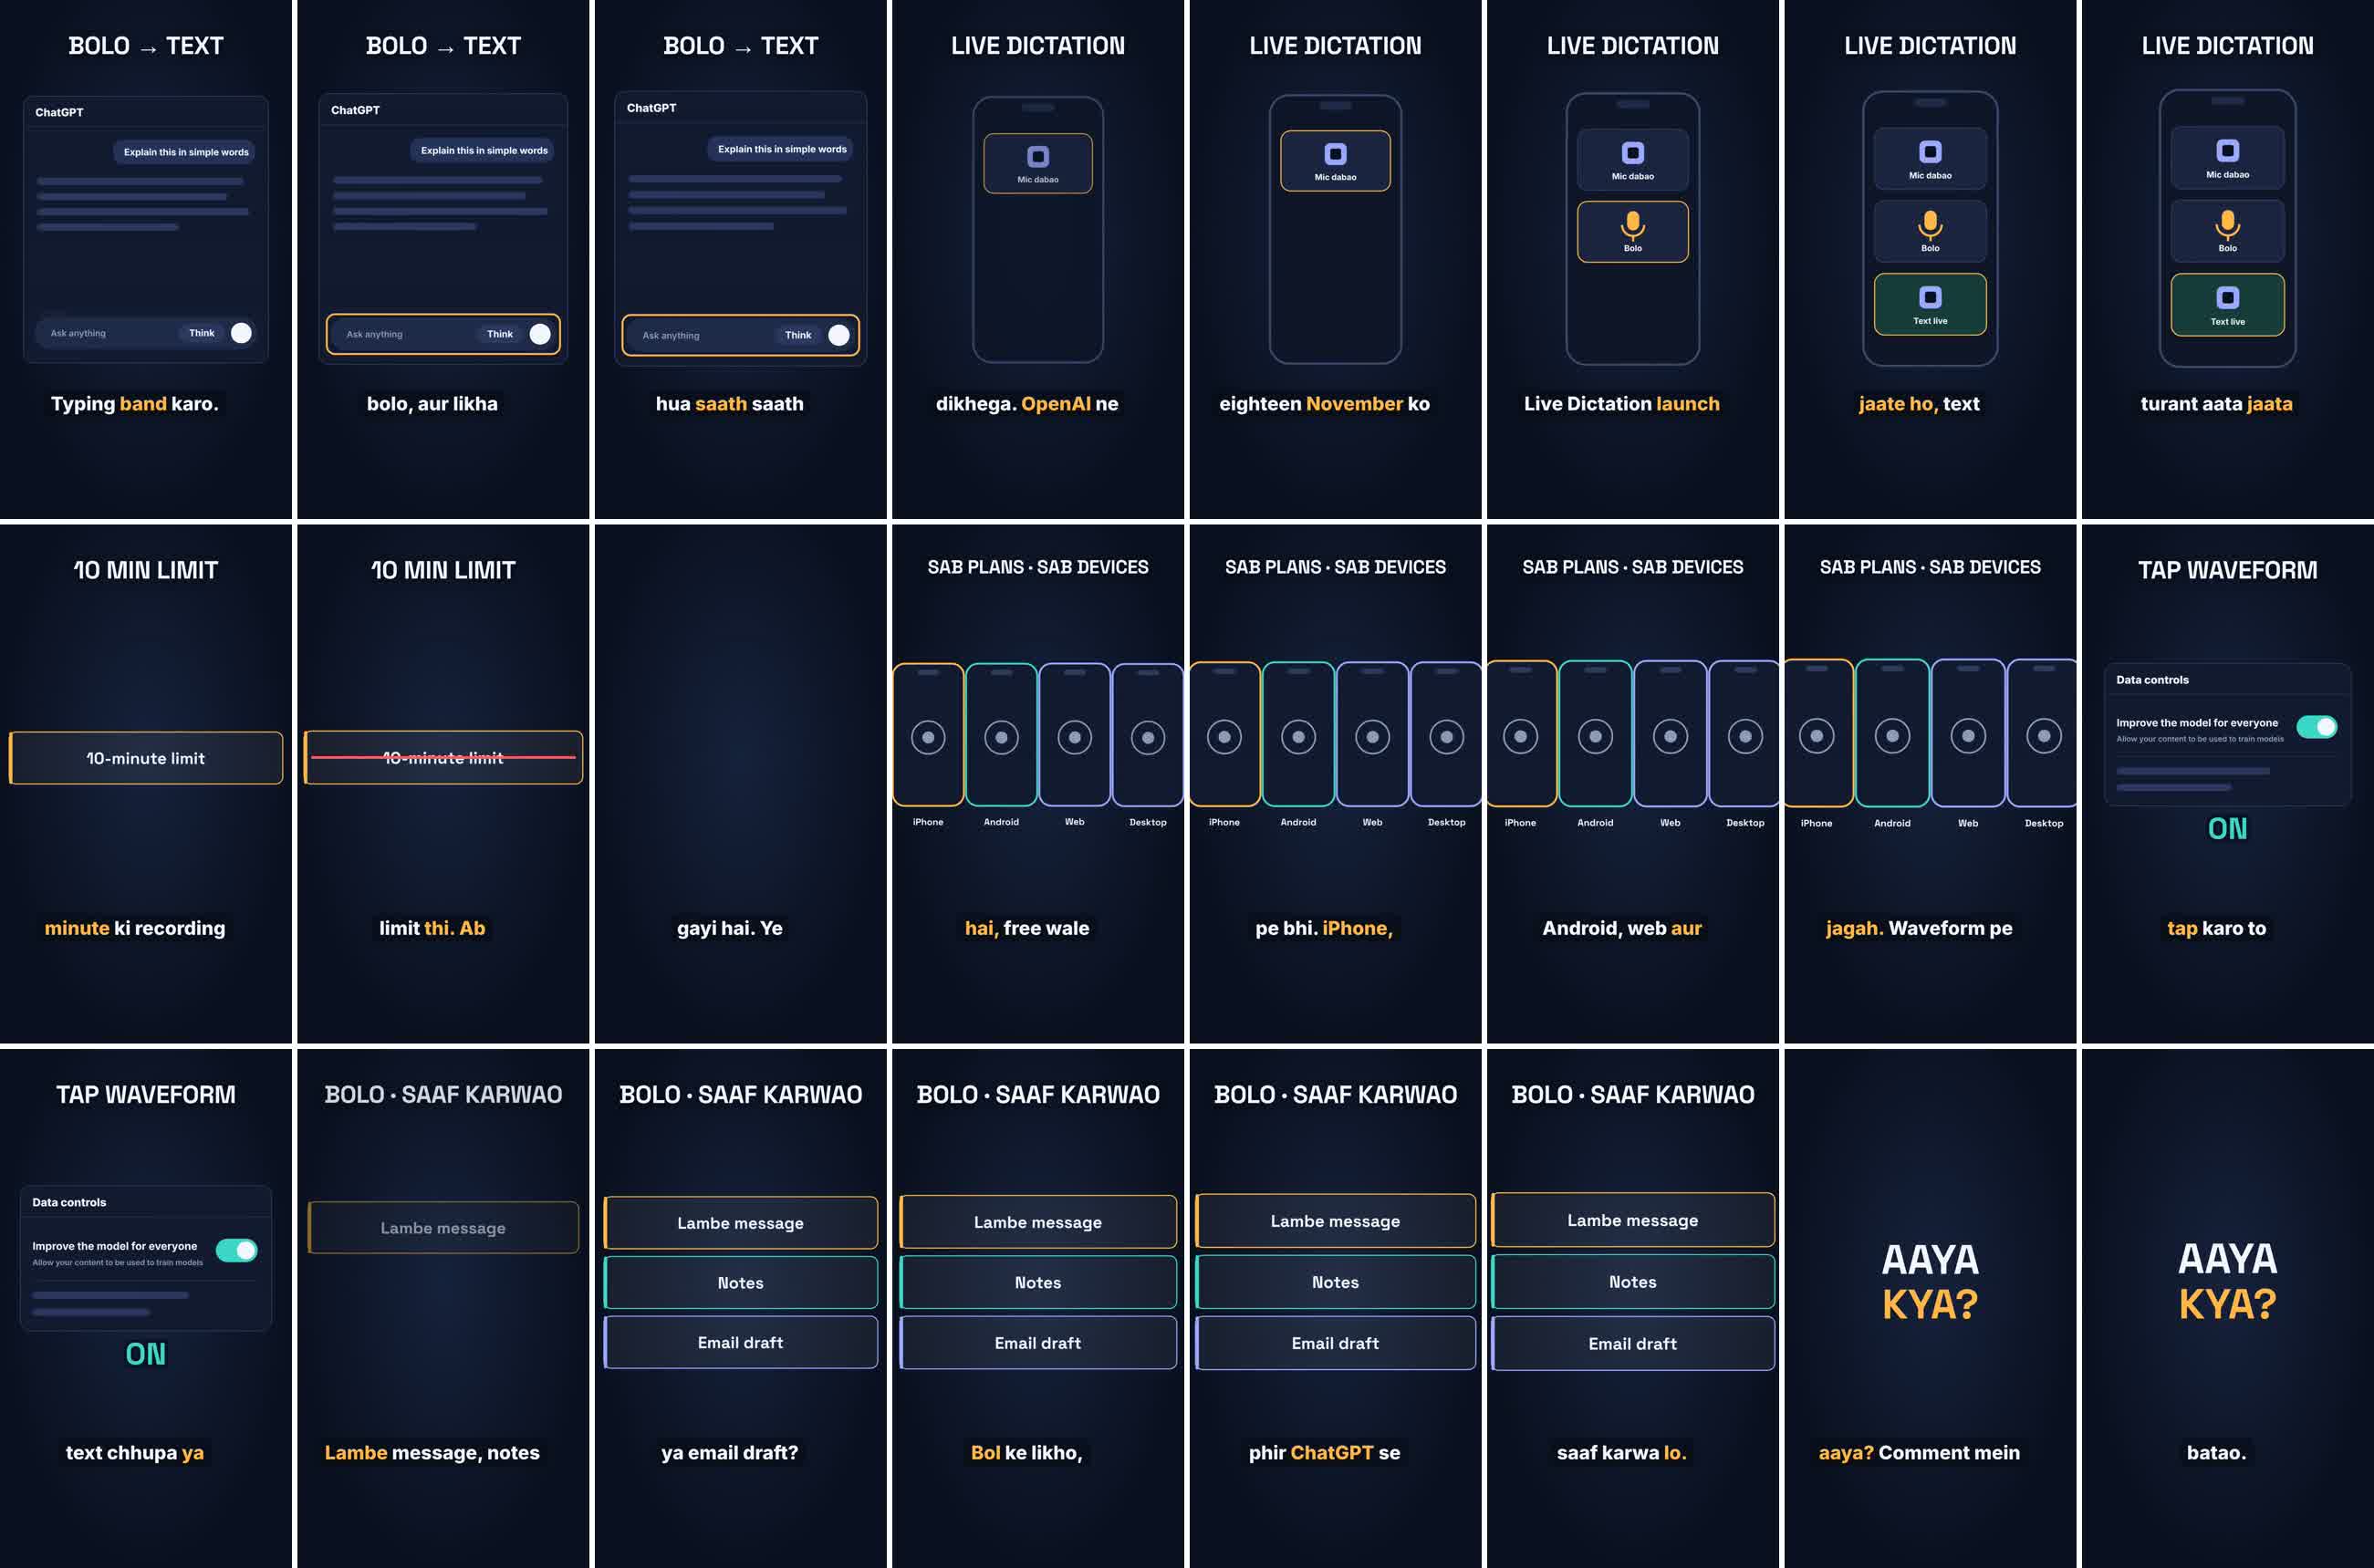 BOLO → TEXT
ChatGPT
Explain this in simple words
Ask anything
Think
Typing band karo.
BOLO → TEXT
ChatGPT
Explain this in simple words
Ask anything
Think
bolo, aur likha
BOLO → TEXT
ChatGPT
Explain this in simple words
Ask anything
Think
hua saath saath
LIVE DICTATION
Mic dabao
dikhega. OpenAI ne
LIVE DICTATION
Mic dabao
eighteen November ko
LIVE DICTATION
Mic dabao
Bolo
Live Dictation launch
LIVE DICTATION
Mic dabao
Bolo
Text live
jaate ho, text
LIVE DICTATION
Mic dabao
Bolo
Text live
turant aata jaata
10 MIN LIMIT
10-minute limit
minute ki recording
10 MIN LIMIT
10-minute limit
limit thi. Ab
gayi hai. Ye
SAB PLANS · SAB DEVICES
iPhone
Android
Web
Desktop
hai, free wale
SAB PLANS · SAB DEVICES
iPhone
Android
Web
Desktop
pe bhi. iPhone,
SAB PLANS · SAB DEVICES
iPhone
Android
Web
Desktop
Android, web aur
SAB PLANS · SAB DEVICES
iPhone
Android
Web
Desktop
jagah. Waveform pe
TAP WAVEFORM
Data controls
Improve the model for everyone
Allow your content to be used to train models
ON
tap karo to
TAP WAVEFORM
Data controls
Improve the model for everyone
Allow your content to be used to train models
ON
text chhupa ya
BOLO · SAAF KARWAO
Lambe message
Lambe message, notes
BOLO · SAAF KARWAO
Lambe message
Notes
Email draft
ya email draft?
BOLO · SAAF KARWAO
Lambe message
Notes
Email draft
Bol ke likho,
BOLO · SAAF KARWAO
Lambe message
Notes
Email draft
phir ChatGPT se
BOLO · SAAF KARWAO
Lambe message
Notes
Email draft
saaf karwa lo.
AAYA
KYA?
aaya? Comment mein
AAYA
KYA?
batao.